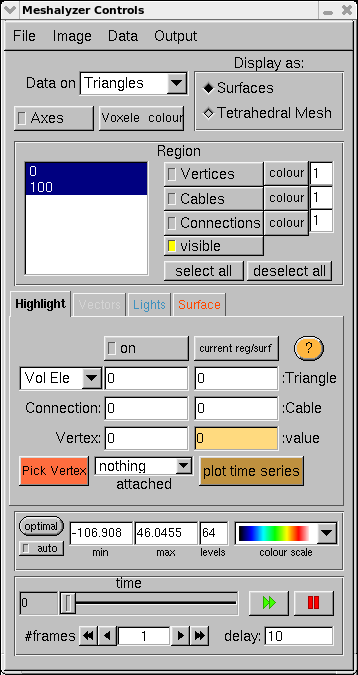 Meshalyzer Controls
File Image Data Output
Display as:
Data on Triangles
Surfaces
Axes Voxele colour
Tetrahedral Mesh
Region
0
100
Vertices colour 1
Cables colour 1
Connections colour 1
visible
select all deselect all
Highlight Vectors Lights Surface
on current reg/surf ?
Vol Ele 0 0 :Triangle
Connection: 0 0 :Cable
Vertex: 0 0 :value
Pick Vertex nothing plot time series
attached
optimal -106.908 46.0455 64
auto min max levels colour scale
time
0
#frames 1 delay: 10